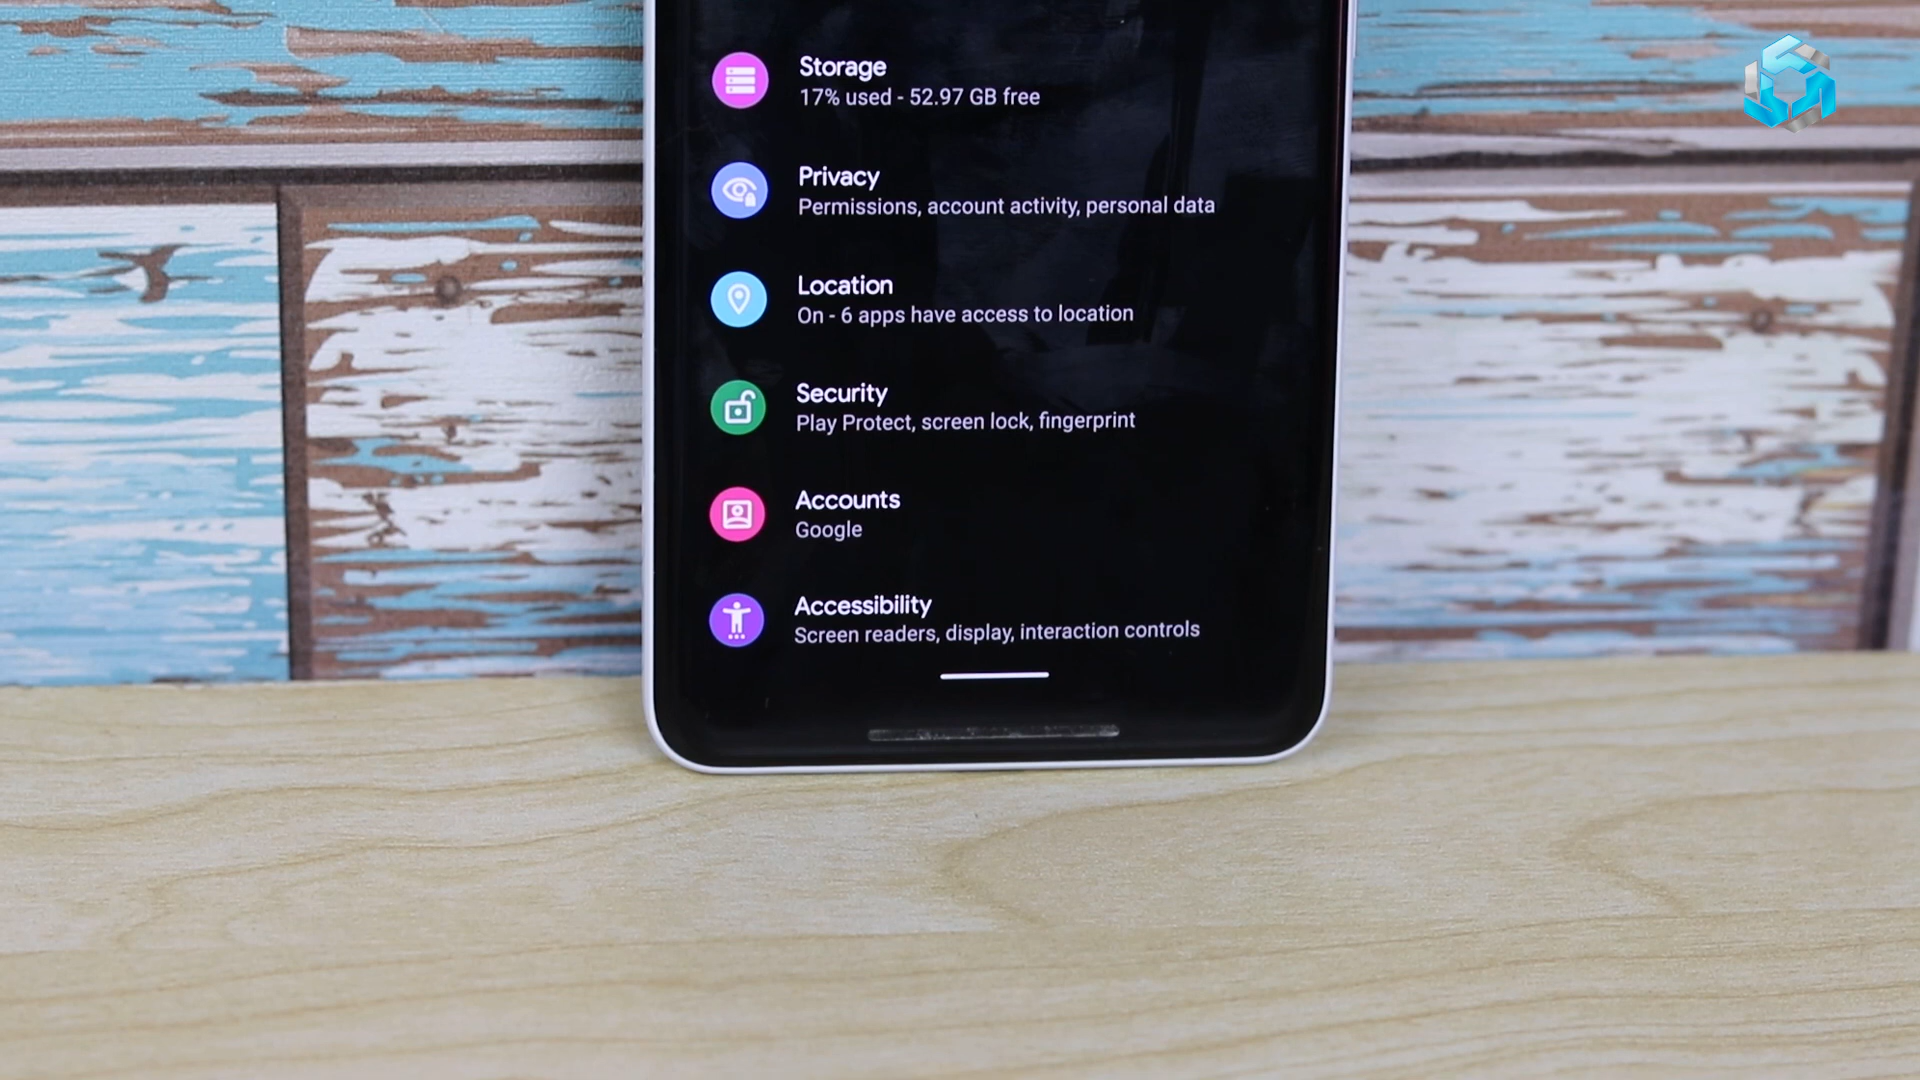 Storage
17% used - 52.97 GB free
Privacy
Permissions, account activity, personal data
Location
On - 6 apps have access to location
Security
Play Protect, screen lock, fingerprint
Accounts
Google
Accessibility
Screen readers, display, interaction controls